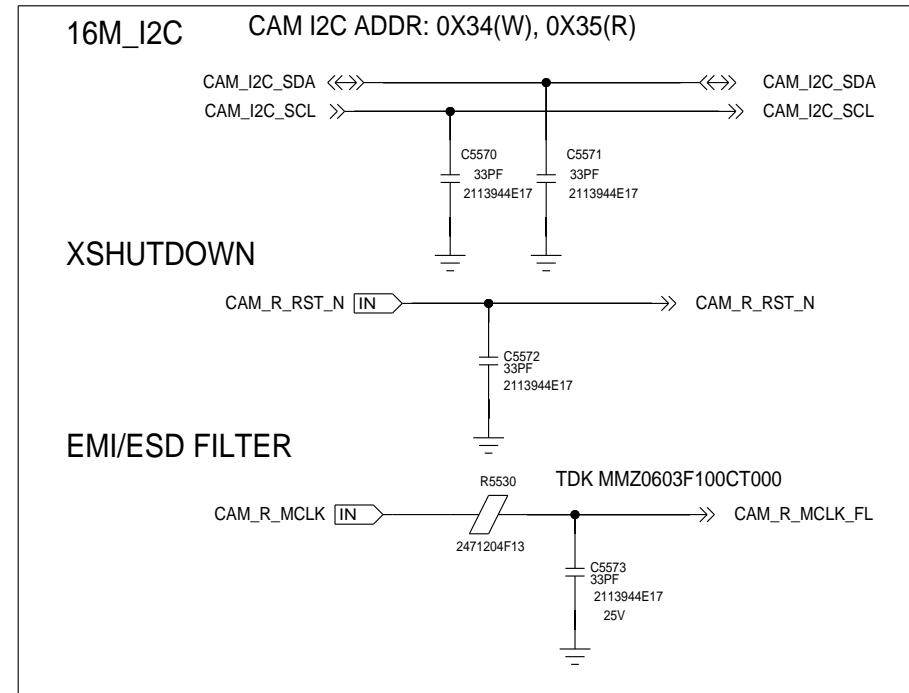 16M_I2C
CAM I2C ADDR: 0X34(W), 0X35(R)
CAM_I2C_SDA
CAM_I2C_SDA
CAM_I2C_SCL
CAM_I2C_SCL
C5570
33PF
2113944E17
C5571
33PF
2113944E17
XSHUTDOWN
CAM_R_RST_N
IN
CAM_R_RST_N
C5572
33PF
2113944E17
EMI/ESD FILTER
R5530
TDK MMZ0603F100CT000
CAM_R_MCLK
IN
CAM_R_MCLK_FL
2471204F13
C5573
33PF
2113944E17
25V